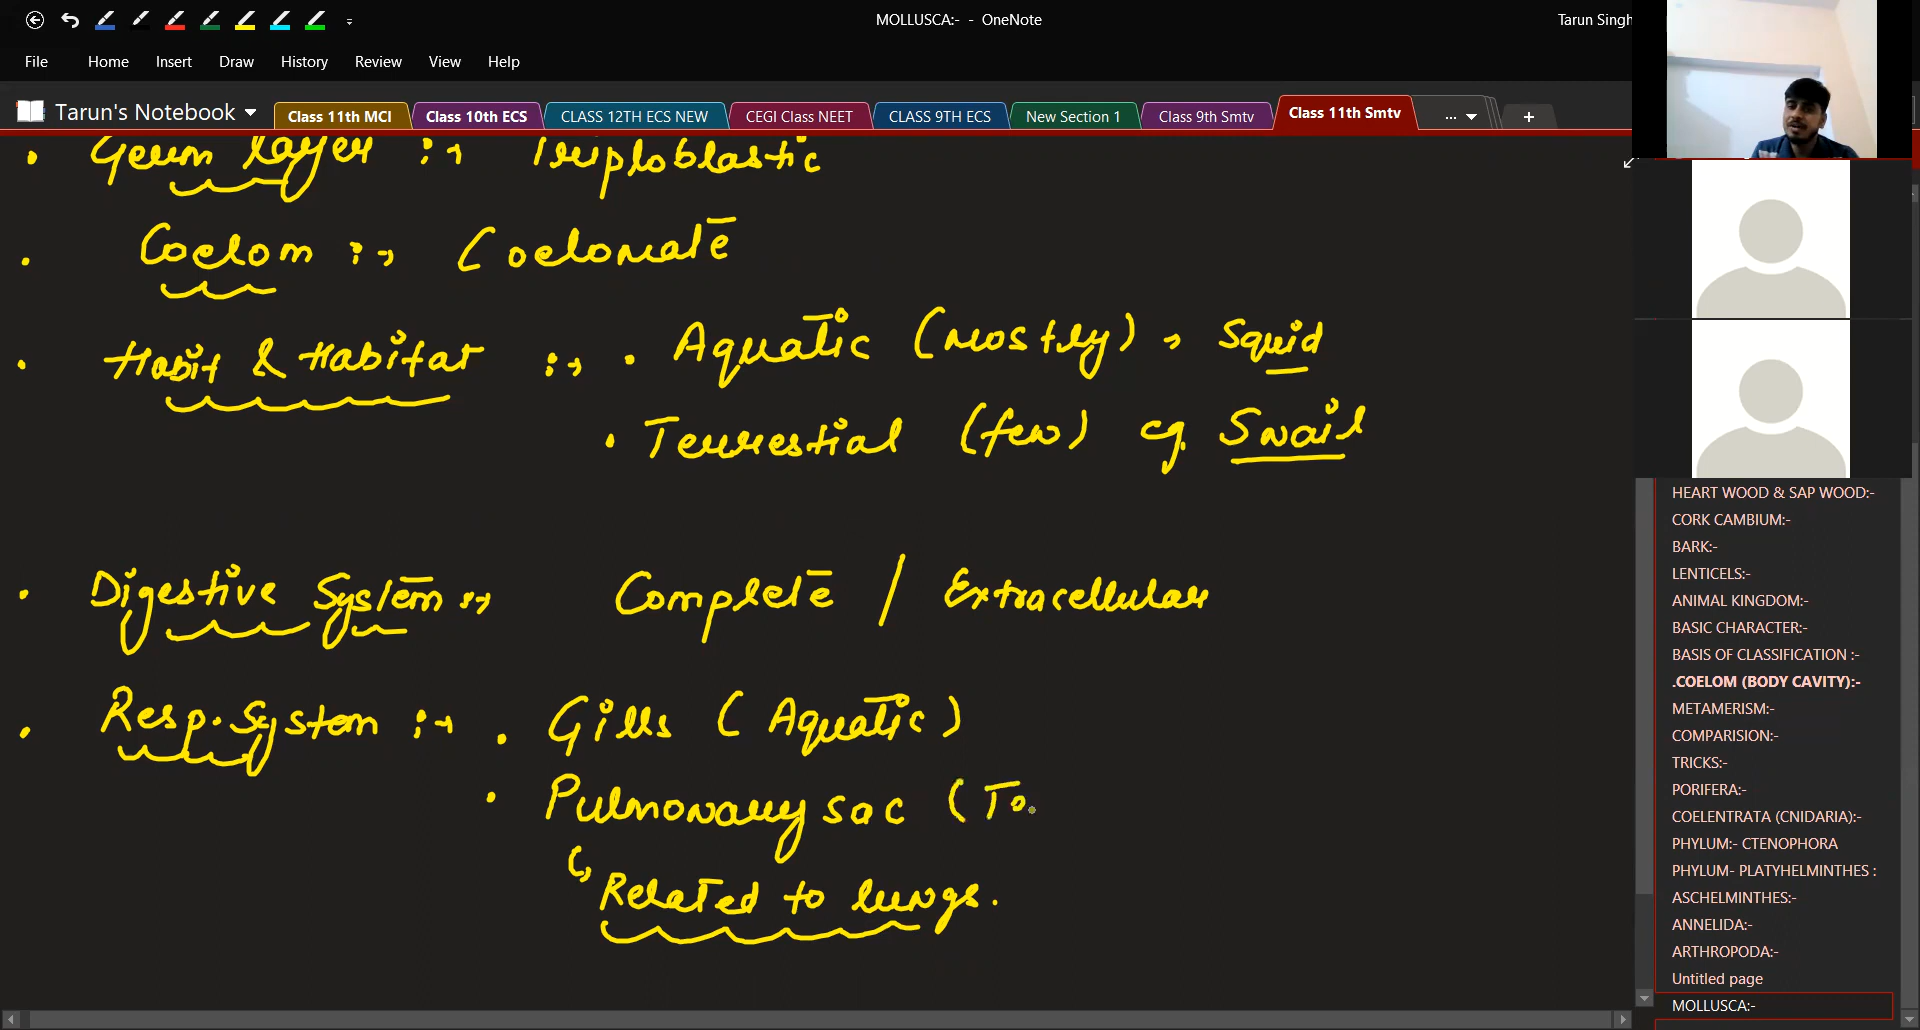 MOLLUSCA:- - OneNote
Tarun Singh
File Home Insert Draw History Review View Help
Tarun's Notebook
Class 11th MCI
Class 10th ECS
CLASS 12TH ECS NEW
CEGI Class NEET
CLASS 9TH ECS
New Section 1
Class 9th Smtv
Class 11th Smtv
...
+
• Germ layer :→ Triploblastic
• Coelom :→ Coelomate
• Habit & Habitat :→ • Aquatic (mostly) → Squid
• Terrestial (few) eg. Snail
• Digestive System :→ Complete / Extracellular
• Resp. System :→ • Gills (Aquatic)
• Pulmonary sac (
↳ Related to lungs.
HEART WOOD & SAP WOOD:-
CORK CAMBIUM:-
BARK:-
LENTICELS:-
ANIMAL KINGDOM:-
BASIC CHARACTER:-
BASIS OF CLASSIFICATION :-
.COELOM (BODY CAVITY):-
METAMERISM:-
COMPARISION:-
TRICKS:-
PORIFERA:-
COELENTRATA (CNIDARIA):-
PHYLUM:- CTENOPHORA
PHYLUM- PLATYHELMINTHES :
ASCHELMINTHES:-
ANNELIDA:-
ARTHROPODA:-
Untitled page
MOLLUSCA:-